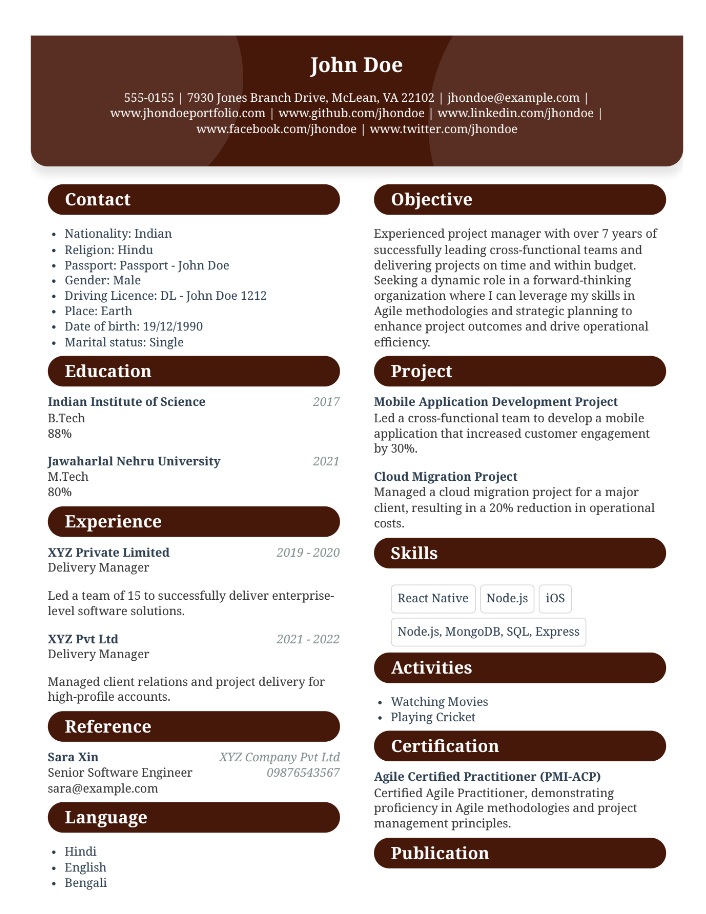 John Doe
555-0155 | 7930 Jones Branch Drive, McLean, VA 22102 | jhondoe@example.com |
www.jhondoeportfolio.com | www.github.com/jhondoe | www.linkedin.com/jhondoe |
www.facebook.com/jhondoe | www.twitter.com/jhondoe
Contact
• Nationality: Indian
• Religion: Hindu
• Passport: Passport - John Doe
• Gender: Male
• Driving Licence: DL - John Doe 1212
• Place: Earth
• Date of birth: 19/12/1990
• Marital status: Single
Education
Indian Institute of Science 2017
B.Tech
88%
Jawaharlal Nehru University 2021
M.Tech
80%
Experience
XYZ Private Limited 2019 - 2020
Delivery Manager
Led a team of 15 to successfully deliver enterprise-
level software solutions.
XYZ Pvt Ltd 2021 - 2022
Delivery Manager
Managed client relations and project delivery for
high-profile accounts.
Reference
Sara Xin XYZ Company Pvt Ltd
Senior Software Engineer 09876543567
sara@example.com
Language
• Hindi
• English
• Bengali
Objective
Experienced project manager with over 7 years of
successfully leading cross-functional teams and
delivering projects on time and within budget.
Seeking a dynamic role in a forward-thinking
organization where I can leverage my skills in
Agile methodologies and strategic planning to
enhance project outcomes and drive operational
efficiency.
Project
Mobile Application Development Project
Led a cross-functional team to develop a mobile
application that increased customer engagement
by 30%.
Cloud Migration Project
Managed a cloud migration project for a major
client, resulting in a 20% reduction in operational
costs.
Skills
React Native Node.js iOS
Node.js, MongoDB, SQL, Express
Activities
• Watching Movies
• Playing Cricket
Certification
Agile Certified Practitioner (PMI-ACP)
Certified Agile Practitioner, demonstrating
proficiency in Agile methodologies and project
management principles.
Publication